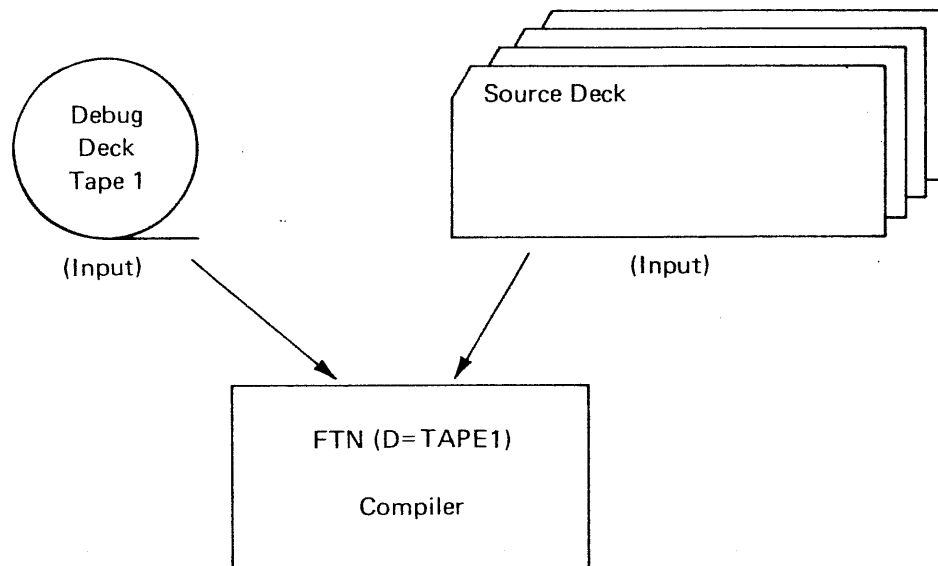 Debug
Deck
Tape 1
(Input)
Source Deck
(Input)
FTN (D=TAPE1)
Compiler